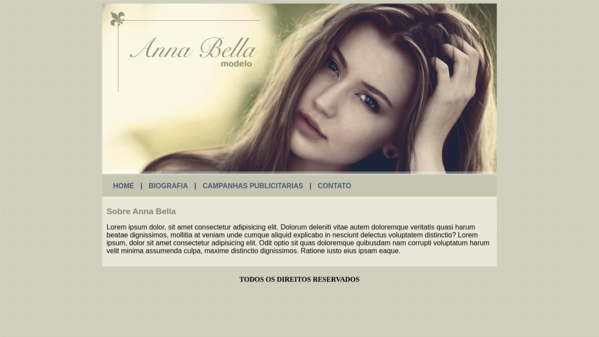 Anna Bella
modelo
HOME | BIOGRAFIA | CAMPANHAS PUBLICITARIAS | CONTATO
Sobre Anna Bella
Lorem ipsum dolor, sit amet consectetur adipisicing elit. Dolorum deleniti vitae autem doloremque veritatis quasi harum
beatae dignissimos, mollitia at veniam unde cumque aliquid explicabo in nesciunt delectus voluptatem distinctio? Lorem
ipsum, dolor sit amet consectetur adipisicing elit. Odit optio sit quas doloremque quibusdam nam corrupti voluptatum harum
velit minima assumenda culpa, maxime distinctio dignissimos. Ratione iusto eius ipsam eaque.
TODOS OS DIREITOS RESERVADOS